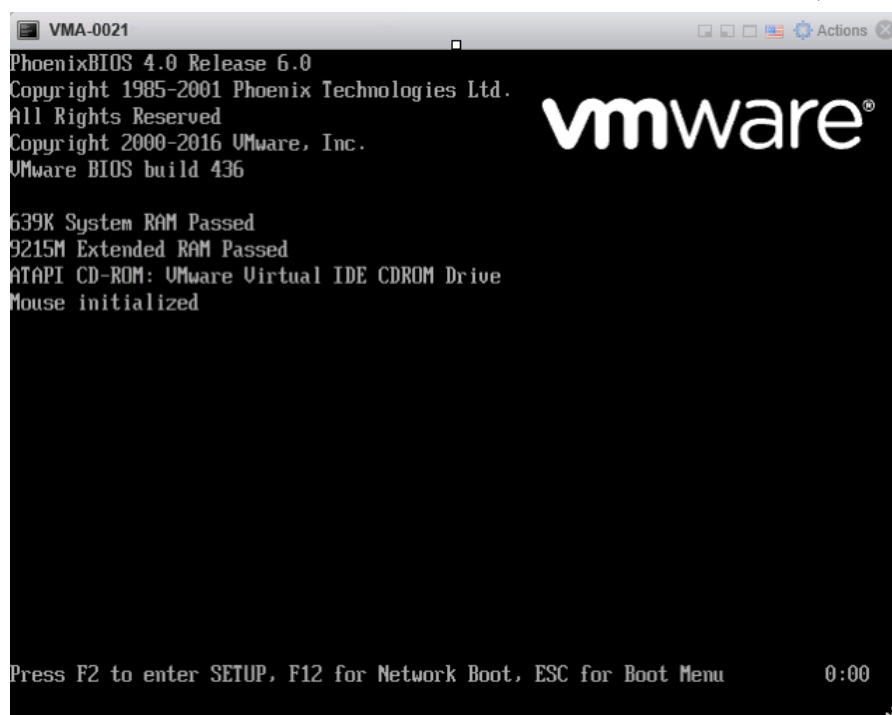 VMA-0021
Actions
PhoenixBIOS 4.0 Release 6.0
Copyright 1985-2001 Phoenix Technologies Ltd.
All Rights Reserved
Copyright 2000-2016 VMware, Inc.
VMware BIOS build 436
vmware®
639K System RAM Passed
9215M Extended RAM Passed
ATAPI CD-ROM: VMware Virtual IDE CDROM Drive
Mouse initialized
Press F2 to enter SETUP, F12 for Network Boot, ESC for Boot Menu 0:00